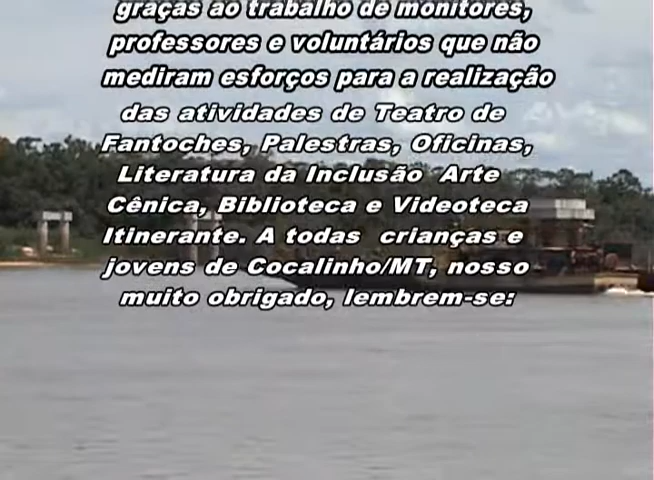 graças ao trabalho de monitores,
professores e voluntários que não
mediram esforços para a realização
das atividades de Teatro de
Fantoches, Palestras, Oficinas,
Literatura da Inclusão Arte
Cênica, Biblioteca e Videoteca
Itinerante. A todas crianças e
jovens de Cocalinho/MT, nosso
muito obrigado, lembrem-se: